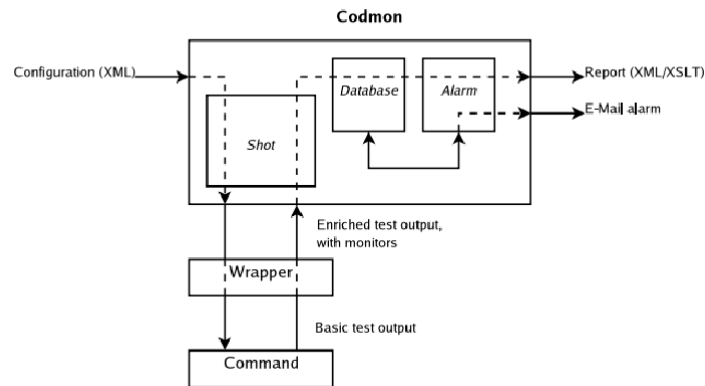 Codmon
Configuration (XML)
Report (XML/XSLT)
Database
Alarm
E-Mail alarm
Shot
Enriched test output,
with monitors
Wrapper
Basic test output
Command